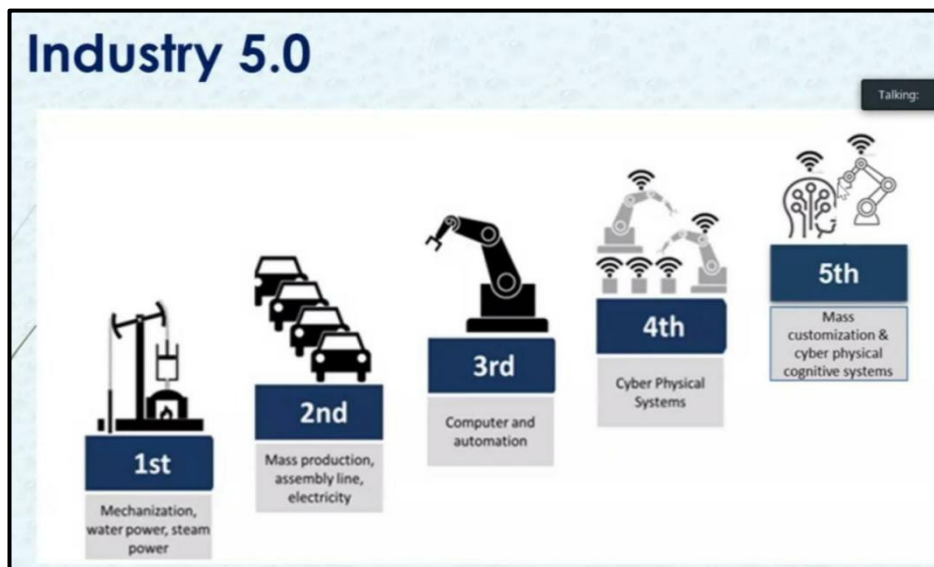 Industry 5.0
Talking:
1st
Mechanization,
water power, steam
power
2nd
Mass production,
assembly line,
electricity
3rd
Computer and
automation
4th
Cyber Physical
Systems
5th
Mass
customization &
cyber physical
cognitive systems